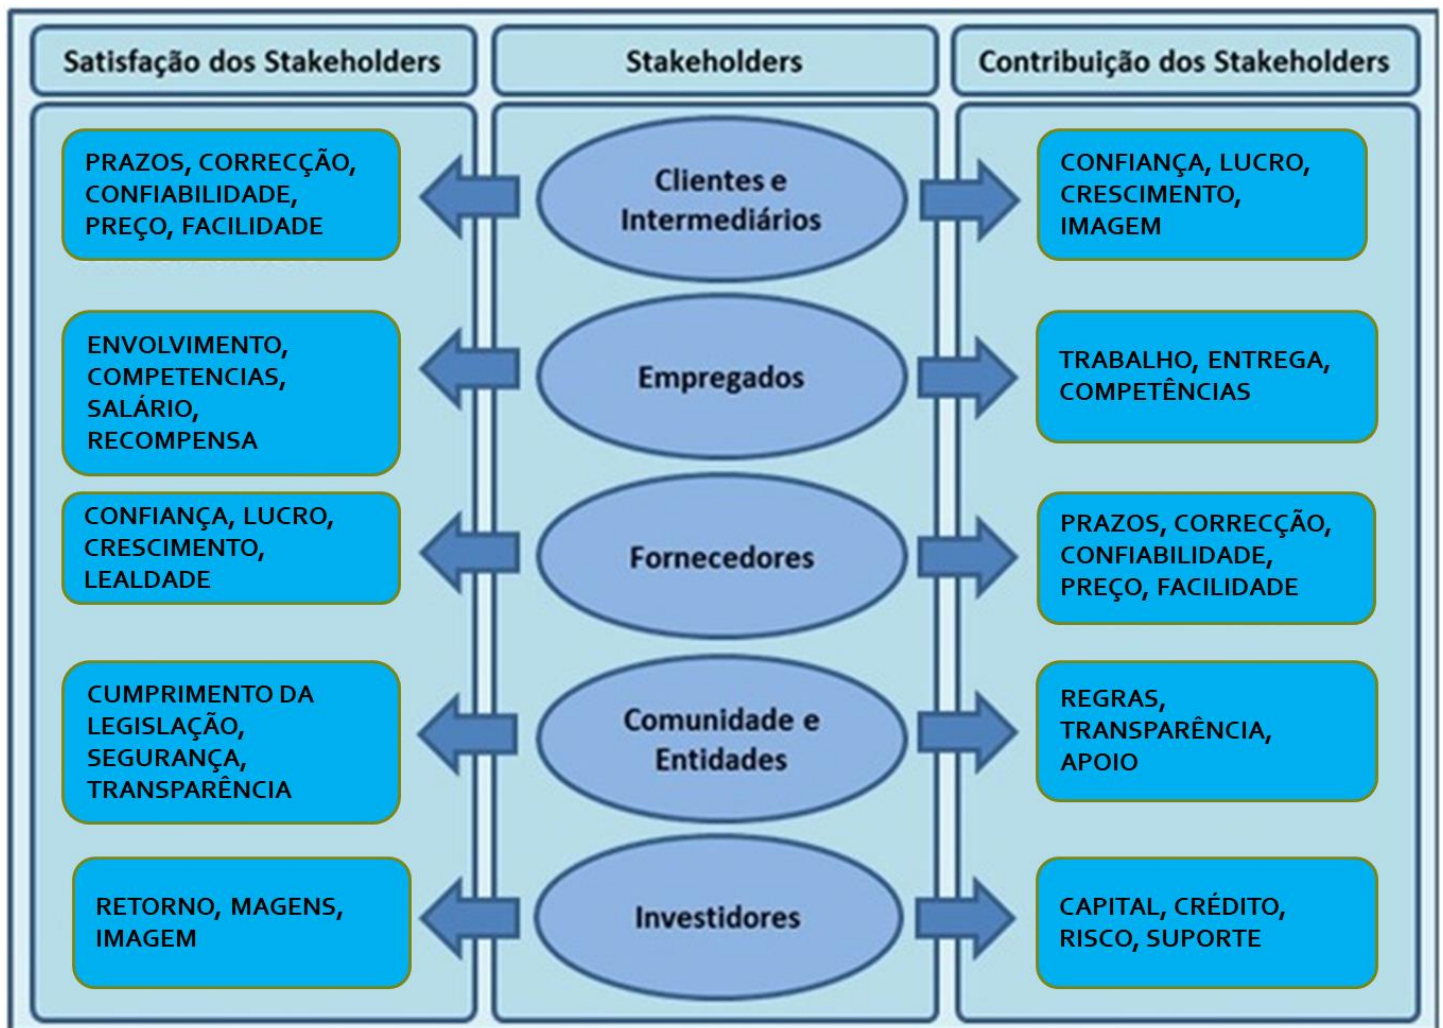 Satisfação dos Stakeholders
Stakeholders
Contribuição dos Stakeholders
PRAZOS, CORRECÇÃO,
CONFIABILIDADE,
PREÇO, FACILIDADE
Clientes e
Intermediários
CONFIANÇA, LUCRO,
CRESCIMENTO,
IMAGEM
ENVOLVIMENTO,
COMPETENCIAS,
SALÁRIO,
RECOMPENSA
Empregados
TRABALHO, ENTREGA,
COMPETÊNCIAS
CONFIANÇA, LUCRO,
CRESCIMENTO,
LEALDADE
Fornecedores
PRAZOS, CORRECÇÃO,
CONFIABILIDADE,
PREÇO, FACILIDADE
CUMPRIMENTO DA
LEGISLAÇÃO,
SEGURANÇA,
TRANSPARÊNCIA
Comunidade e
Entidades
REGRAS,
TRANSPARÊNCIA,
APOIO
RETORNO, MAGENS,
IMAGEM
Investidores
CAPITAL, CRÉDITO,
RISCO, SUPORTE